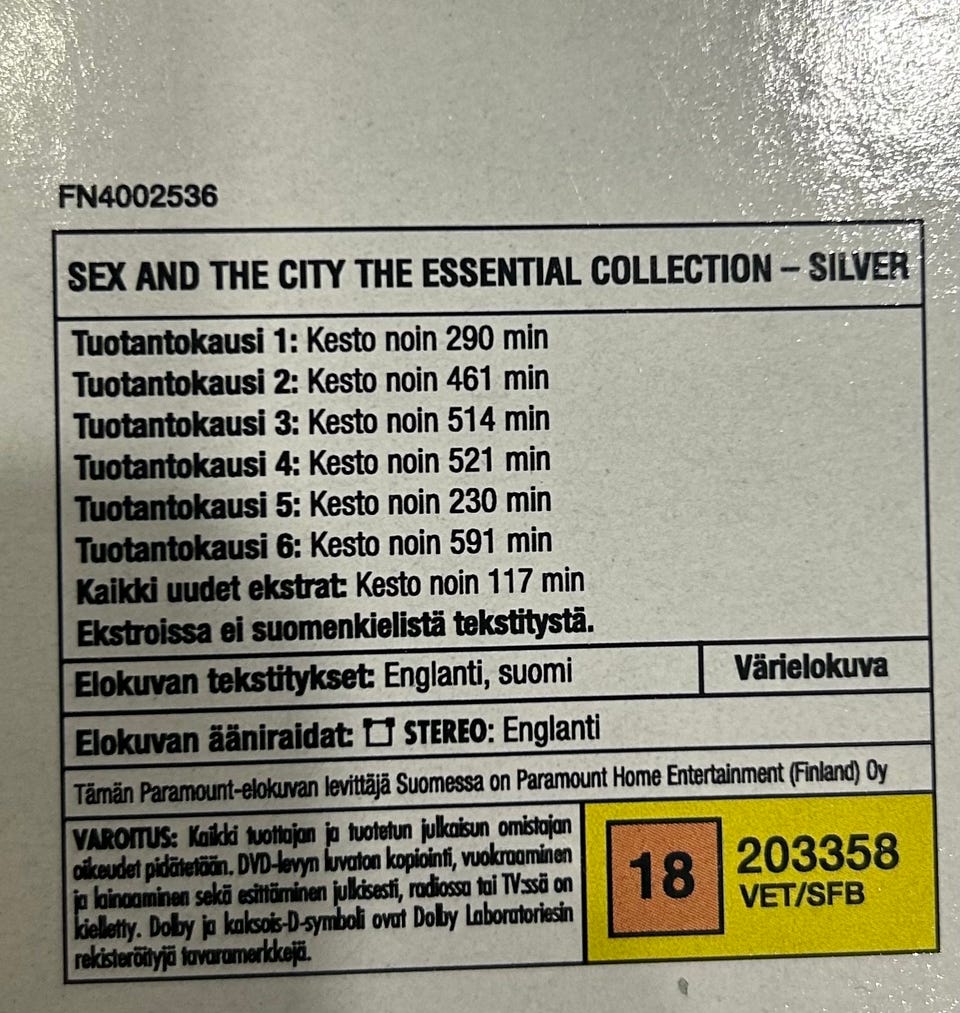 FN4002536
SEX AND THE CITY THE ESSENTIAL COLLECTION – SILVER
Tuotantokausi 1: Kesto noin 290 min
Tuotantokausi 2: Kesto noin 461 min
Tuotantokausi 3: Kesto noin 514 min
Tuotantokausi 4: Kesto noin 521 min
Tuotantokausi 5: Kesto noin 230 min
Tuotantokausi 6: Kesto noin 591 min
Kaikki uudet ekstrat: Kesto noin 117 min
Ekstroissa ei suomenkielistä tekstitystä.
Elokuvan tekstitykset: Englanti, suomi
Värielokuva
Elokuvan ääniraidat: STEREO: Englanti
Tämän Paramount-elokuvan levittäjä Suomessa on Paramount Home Entertainment (Finland) Oy
VAROITUS: Kaikki tuottajan ja tuotetun julkaisun omistajan
oikeudet pidätetään. DVD-levyn luvaton kopiointi, vuokraaminen
ja lainaaminen sekä esittäminen julkisesti, radiossa tai TV:ssä on
kielletty. Dolby ja kaksois-D-symboli ovat Dolby Laboratoriesin
rekisteröityjä tavaramerkkejä.
18
203358
VET/SFB